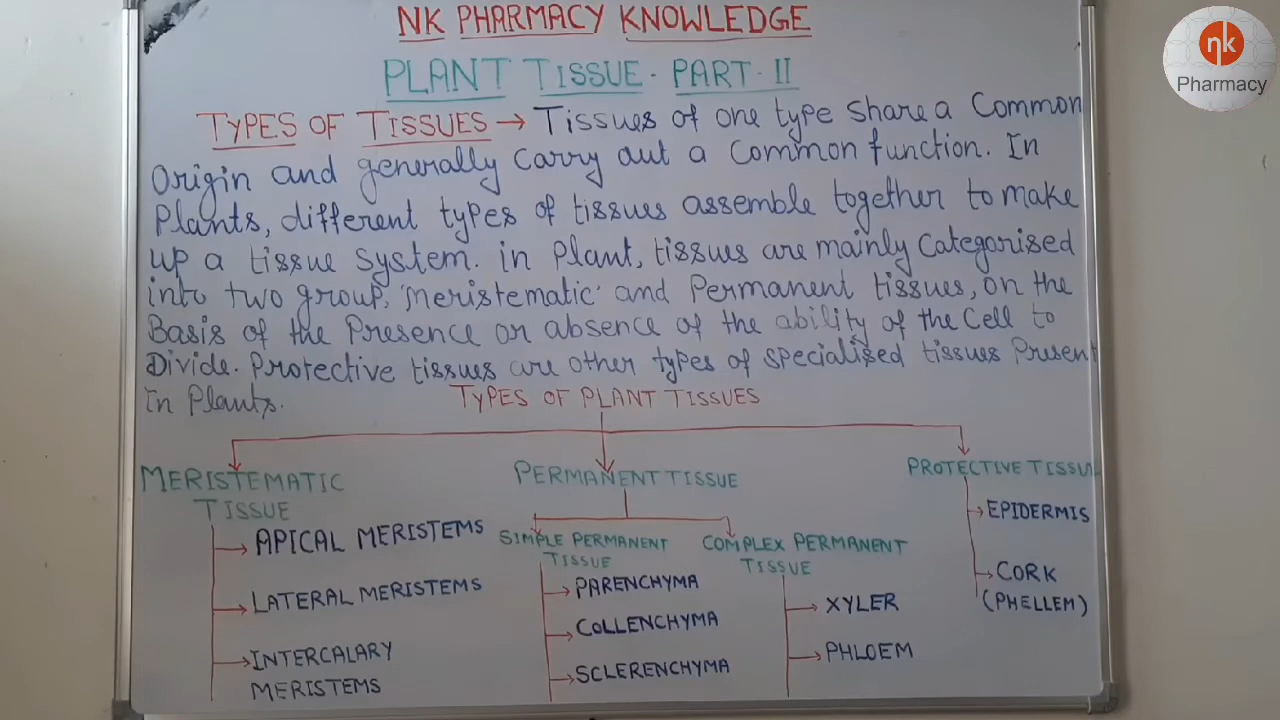 NK PHARMACY KNOWLEDGE
nk
Pharmacy
PLANT TISSUE - PART - II
TYPES OF TISSUES → Tissues of one type share a Common
Origin and generally carry out a common function. In
Plants, different types of tissues assemble together to make
up a tissue system. in Plant, tissues are mainly Categorised
into two group, 'meristematic' and Permanent tissues, on the
Basis of the Presence or absence of the ability of the Cell to
Divide. Protective tissues are other types of specialised tissues Present
In Plants.
TYPES OF PLANT TISSUES
MERISTEMATIC
TISSUE
APICAL MERISTEMS
LATERAL MERISTEMS
INTERCALARY
MERISTEMS
PERMANENT TISSUE
SIMPLE PERMANENT
TISSUE
PARENCHYMA
COLLENCHYMA
SCLERENCHYMA
COMPLEX PERMANENT
TISSUE
XYLER
PHLOEM
PROTECTIVE TISSU
EPIDERMIS
CORK
(PHELLEM)